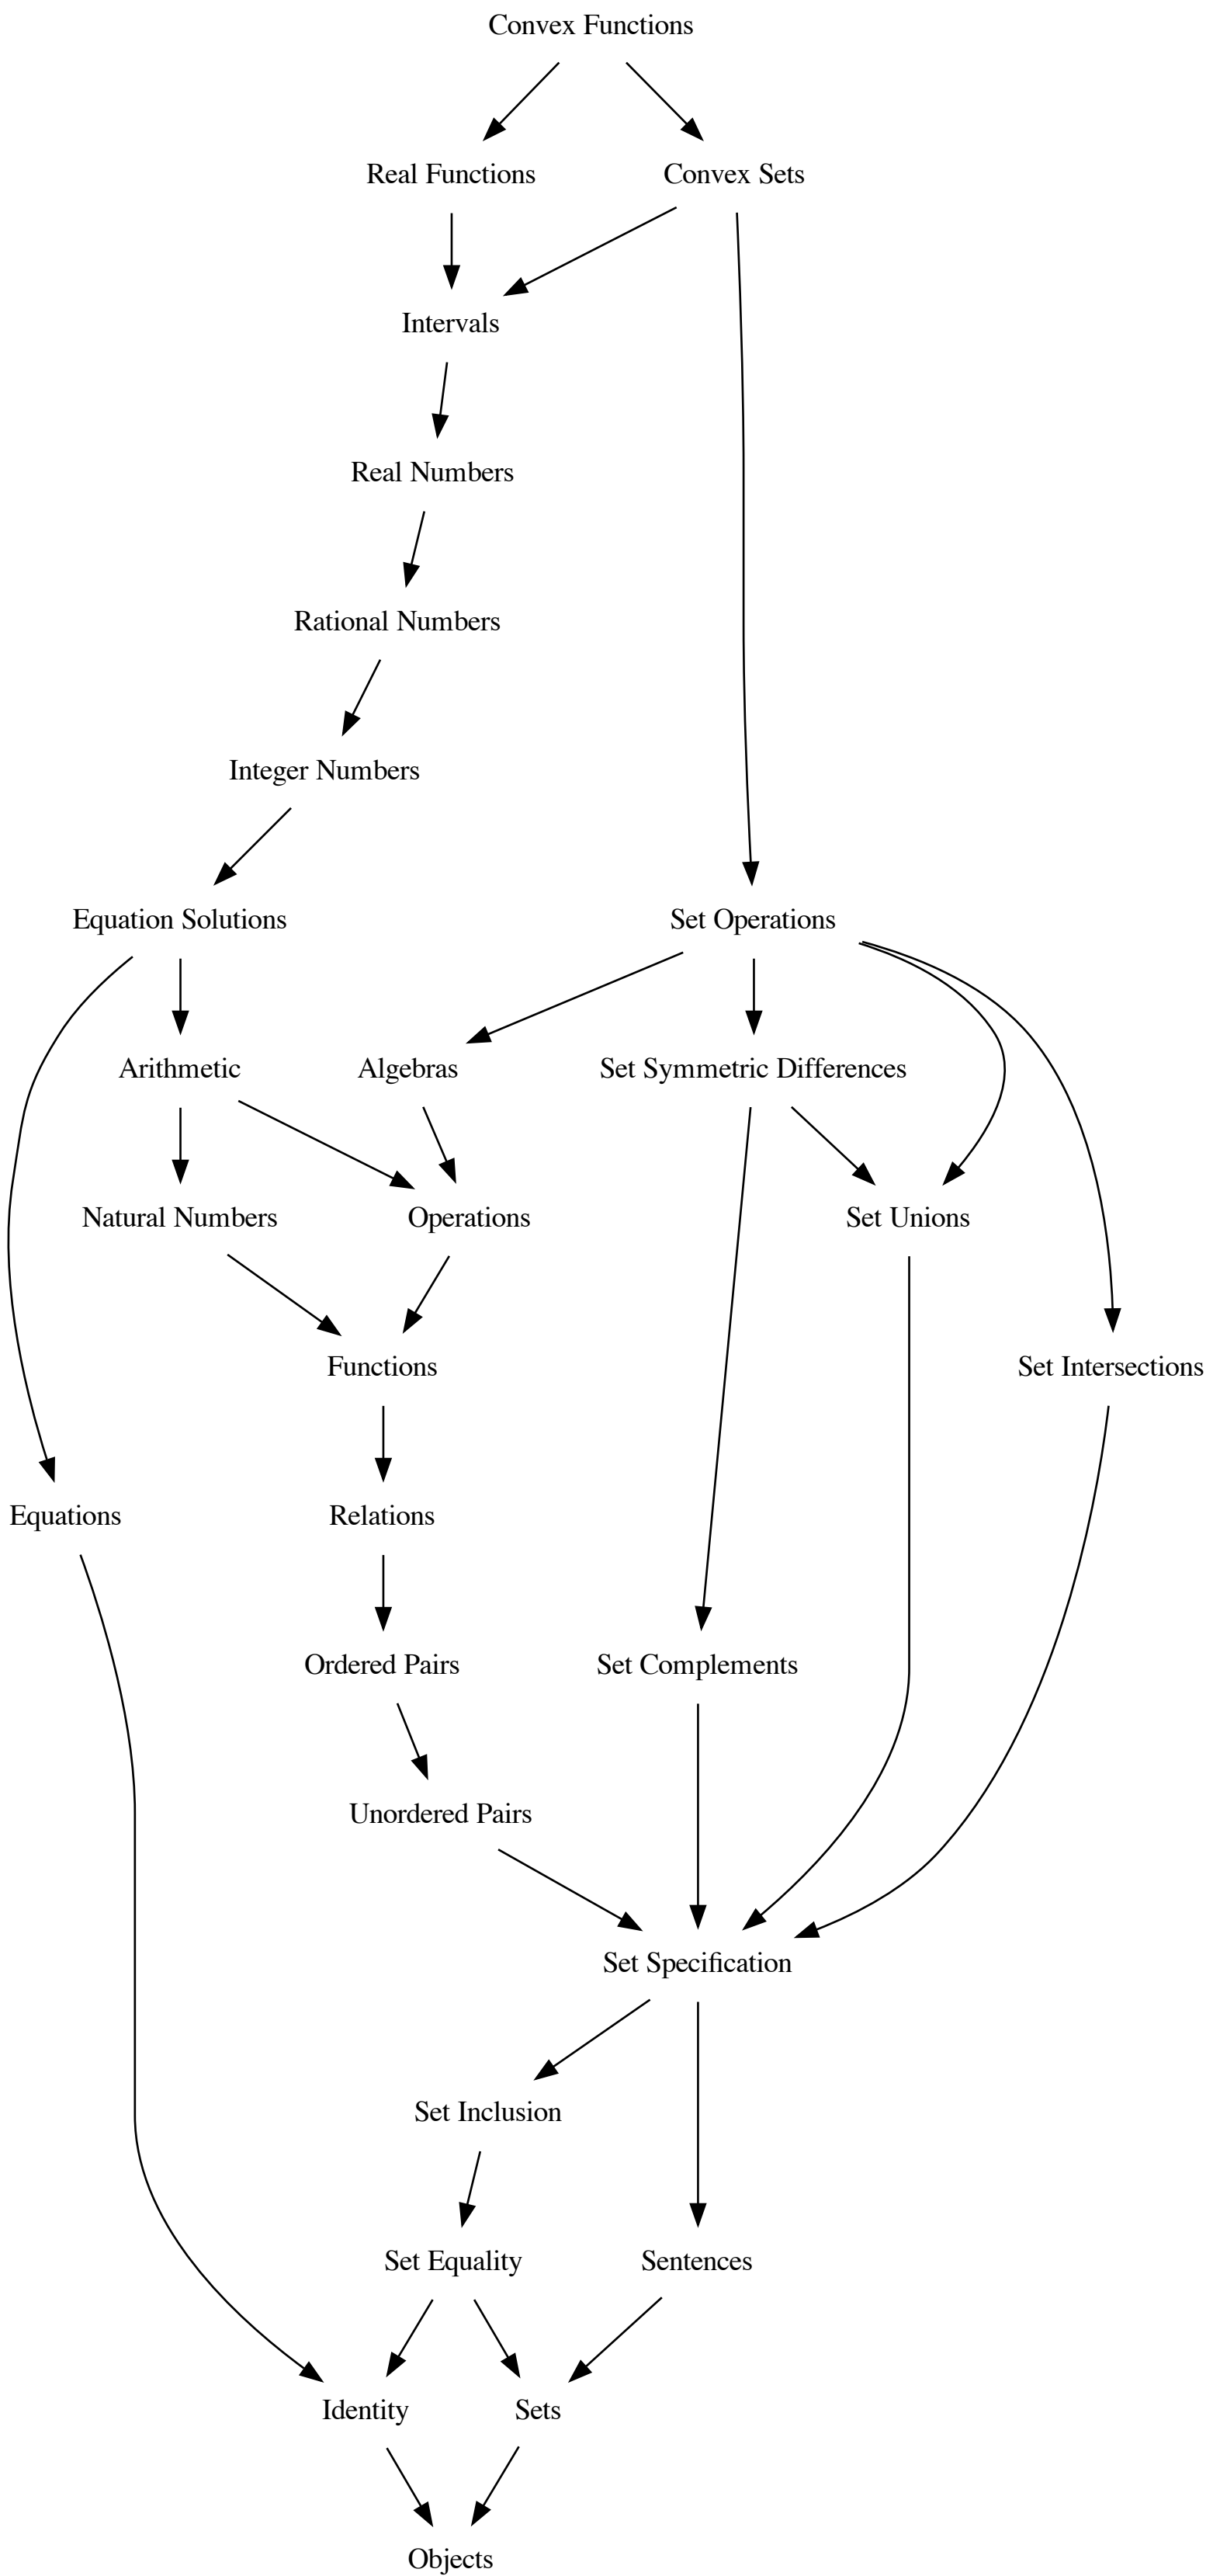 Convex Functions
Real Functions
Convex Sets
Intervals
Real Numbers
Rational Numbers
Integer Numbers
Equation Solutions
Set Operations
Arithmetic
Algebras
Set Symmetric Differences
Natural Numbers
Operations
Set Unions
Functions
Set Intersections
Equations
Relations
Ordered Pairs
Set Complements
Unordered Pairs
Set Specification
Set Inclusion
Set Equality
Sentences
Identity
Sets
Objects